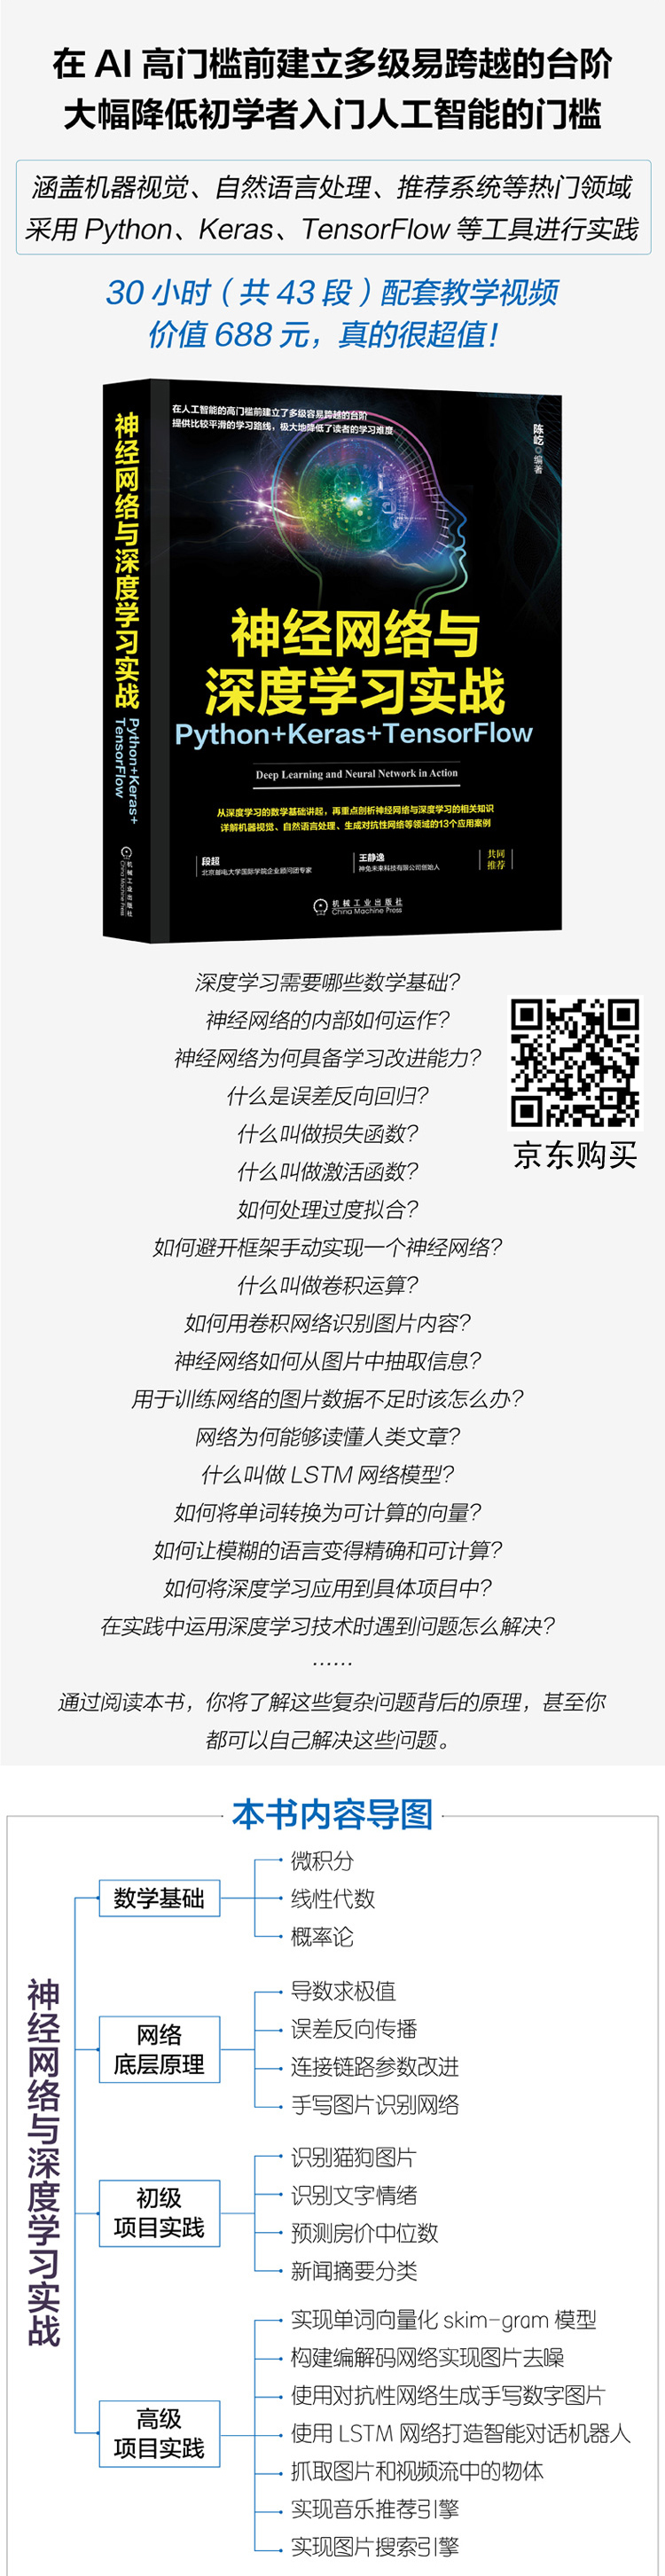 在 AI 高门槛前建立多级易跨越的台阶
大幅降低初学者入门人工智能的门槛
涵盖机器视觉、自然语言处理、推荐系统等热门领域
采用 Python、Keras、TensorFlow 等工具进行实践
30 小时（共 43 段）配套教学视频
价值 688 元，真的很超值！
神经网络与深度学习实战
Python+Keras+
TensorFlow
机械工业出版社
China Machine Press
在人工智能的高门槛前建立了多级容易跨越的台阶
提供比较平滑的学习路线，极大地降低了读者的学习难度
陈屹 ◎ 编著
神经网络与
深度学习实战
Python+Keras+TensorFlow
Deep Learning and Neural Network in Action
从深度学习的数学基础讲起，再重点剖析神经网络与深度学习的相关知识
详解机器视觉、自然语言处理、生成对抗性网络等领域的13个应用案例
段超
北京邮电大学国际学院企业顾问团专家
王静逸
神兔未来科技有限公司创始人
共同
推荐
机械工业出版社
China Machine Press
深度学习需要哪些数学基础？
神经网络的内部如何运作？
神经网络为何具备学习改进能力？
什么是误差反向回归？
什么叫做损失函数？
什么叫做激活函数？
如何处理过度拟合？
京东购买
如何避开框架手动实现一个神经网络？
什么叫做卷积运算？
如何用卷积网络识别图片内容？
神经网络如何从图片中抽取信息？
用于训练网络的图片数据不足时该怎么办？
网络为何能够读懂人类文章？
什么叫做 LSTM 网络模型？
如何将单词转换为可计算的向量？
如何让模糊的语言变得精确和可计算？
如何将深度学习应用到具体项目中？
在实践中运用深度学习技术时遇到问题怎么解决？
……
通过阅读本书，你将了解这些复杂问题背后的原理，甚至你
都可以自己解决这些问题。
本书内容导图
神经网络与深度学习实战
数学基础
微积分
线性代数
概率论
网络
底层原理
导数求极值
误差反向传播
连接链路参数改进
手写图片识别网络
初级
项目实践
识别猫狗图片
识别文字情绪
预测房价中位数
新闻摘要分类
高级
项目实践
实现单词向量化 skim-gram 模型
构建编解码网络实现图片去噪
使用对抗性网络生成手写数字图片
使用 LSTM 网络打造智能对话机器人
抓取图片和视频流中的物体
实现音乐推荐引擎
实现图片搜索引擎